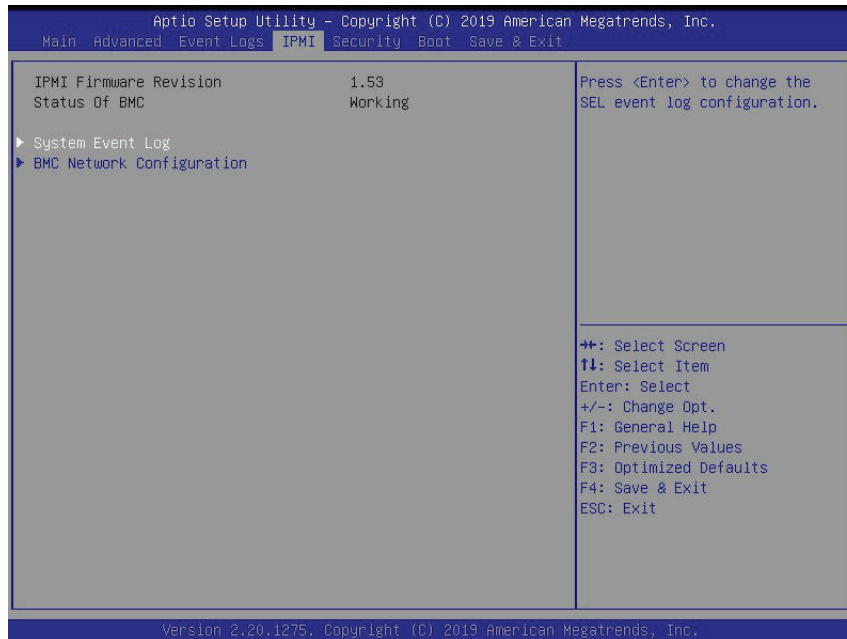 Aptio Setup Utility – Copyright (C) 2019 American Megatrends, Inc.
Main Advanced Event Logs IPMI Security Boot Save & Exit
IPMI Firmware Revision 1.53
Status Of BMC Working
System Event Log
BMC Network Configuration
Press <Enter> to change the
SEL event log configuration.
→←: Select Screen
↑↓: Select Item
Enter: Select
+/-: Change Opt.
F1: General Help
F2: Previous Values
F3: Optimized Defaults
F4: Save & Exit
ESC: Exit
Version 2.20.1275. Copyright (C) 2019 American Megatrends, Inc.